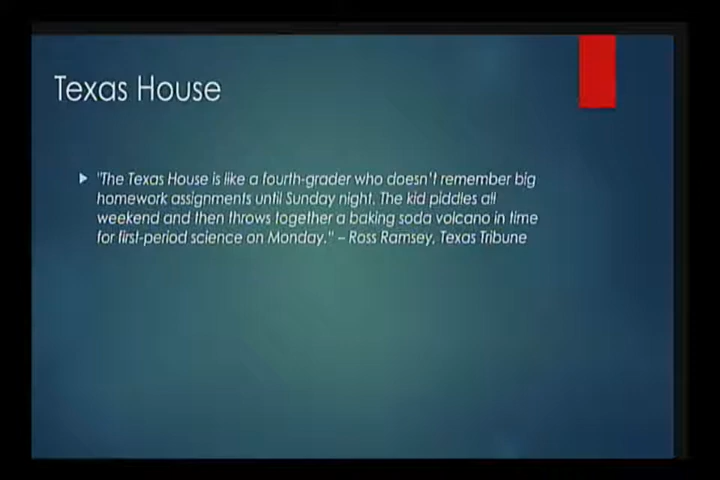 Texas House
"The Texas House is like a fourth-grader who doesn't remember big
homework assignments until Sunday night. The kid piddles all
weekend and then throws together a baking soda volcano in time
for first-period science on Monday." – Ross Ramsey, Texas Tribune